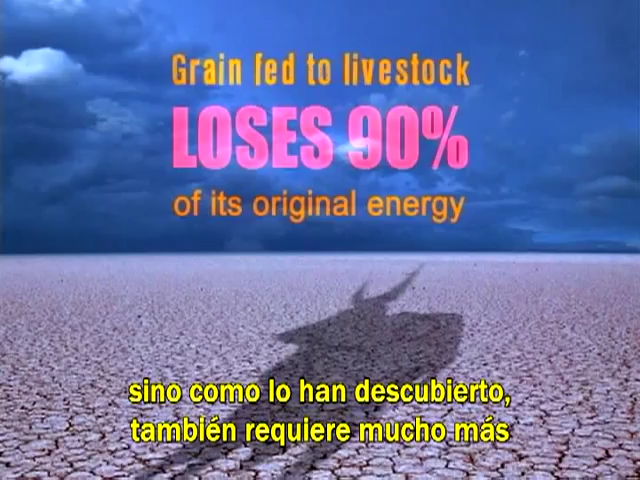 Grain fed to livestock
LOSES 90%
of its original energy
sino como lo han descubierto,
también requiere mucho más